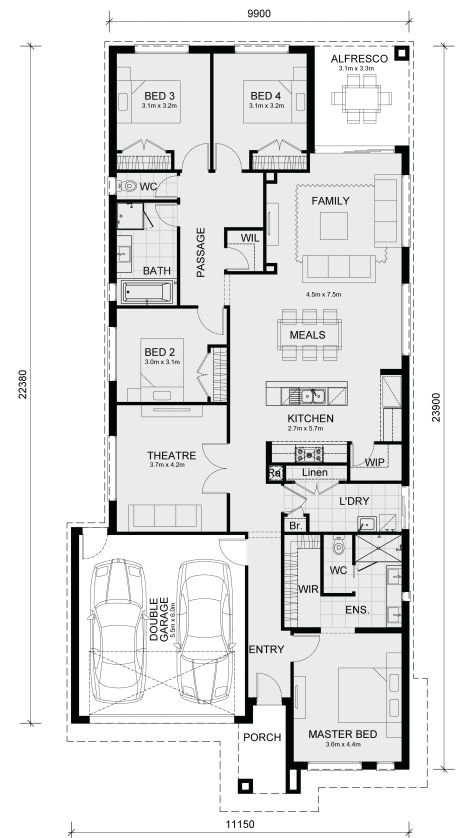 9900
ALFRESCO
3.1m x 3.3m
BED 3
3.1m x 3.2m
BED 4
3.1m x 3.2m
WC
FAMILY
PASSAGE
WIL
BATH
4.5m x 7.5m
MEALS
BED 2
3.0m x 3.1m
22380
23900
KITCHEN
2.7m x 5.7m
THEATRE
3.7m x 4.2m
WIP
Linen
L'DRY
Br.
DOUBLE
GARAGE
5.5m x 6.0m
WC
WIR
ENS.
ENTRY
MASTER BED
3.6m x 4.4m
PORCH
11150